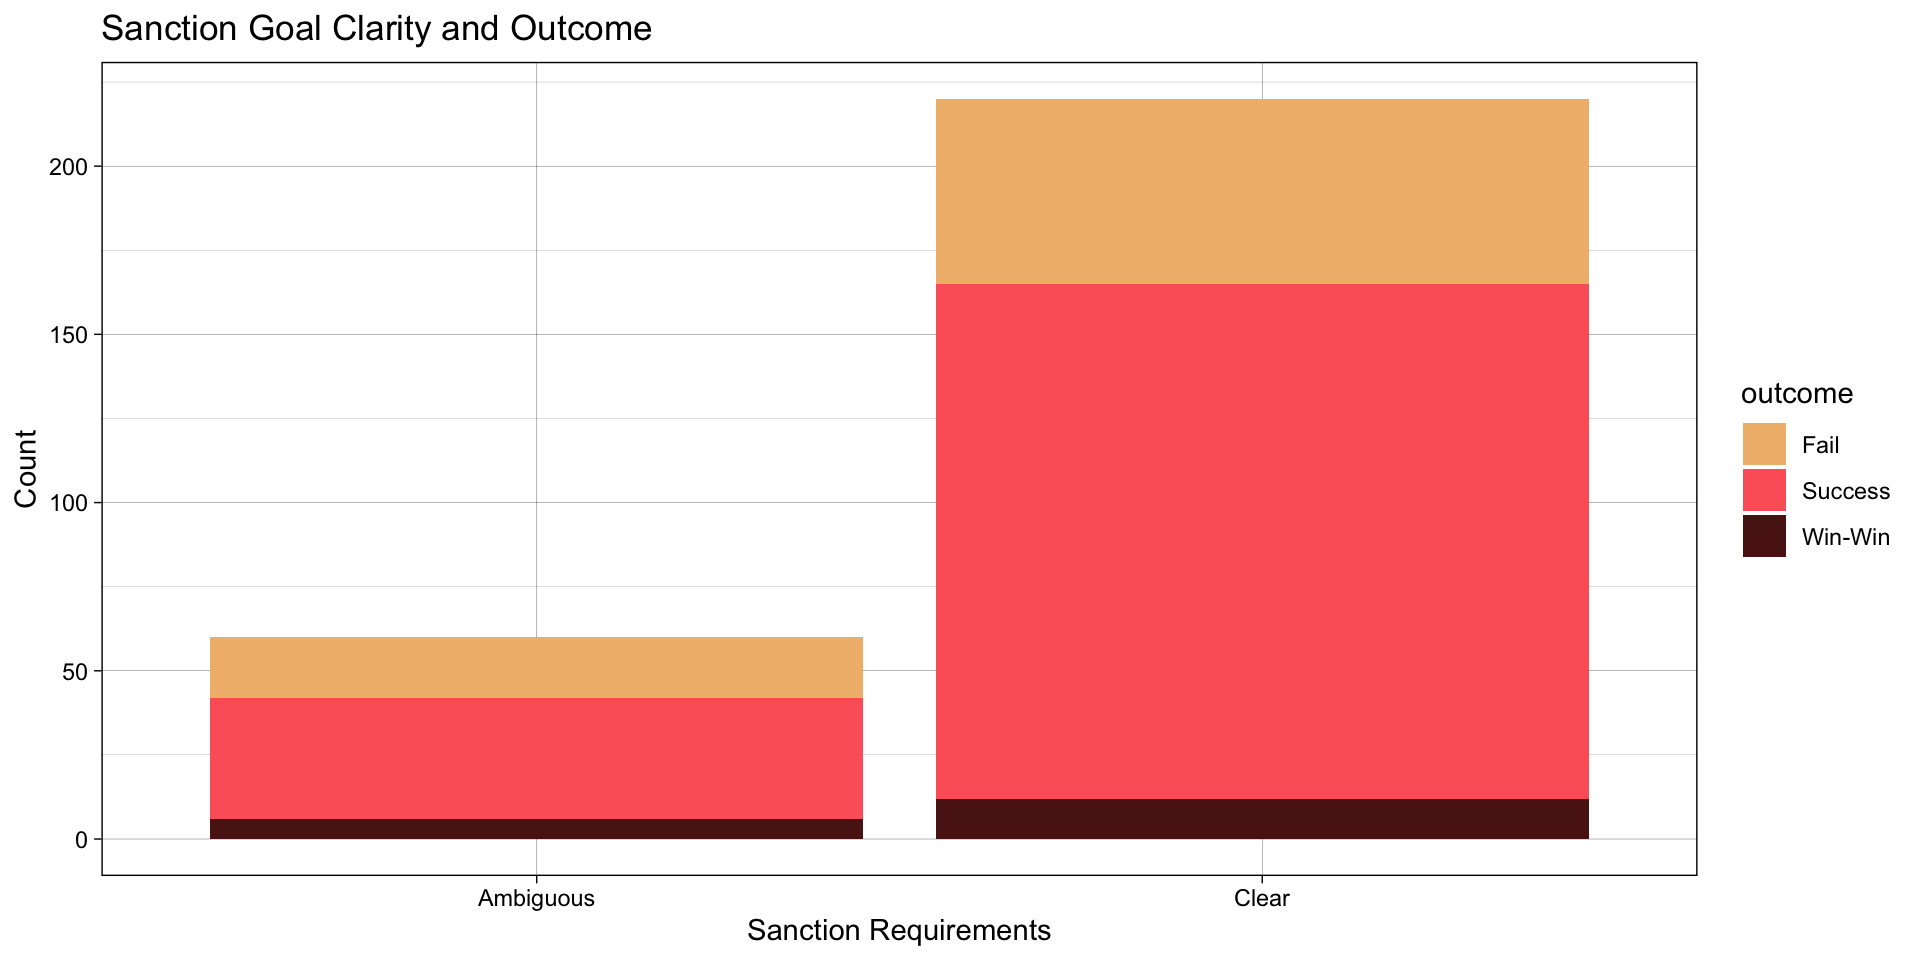 Sanction Goal Clarity and Outcome
200
150
100
50
0
Count
Ambiguous
Clear
Sanction Requirements
outcome
Fail
Success
Win-Win